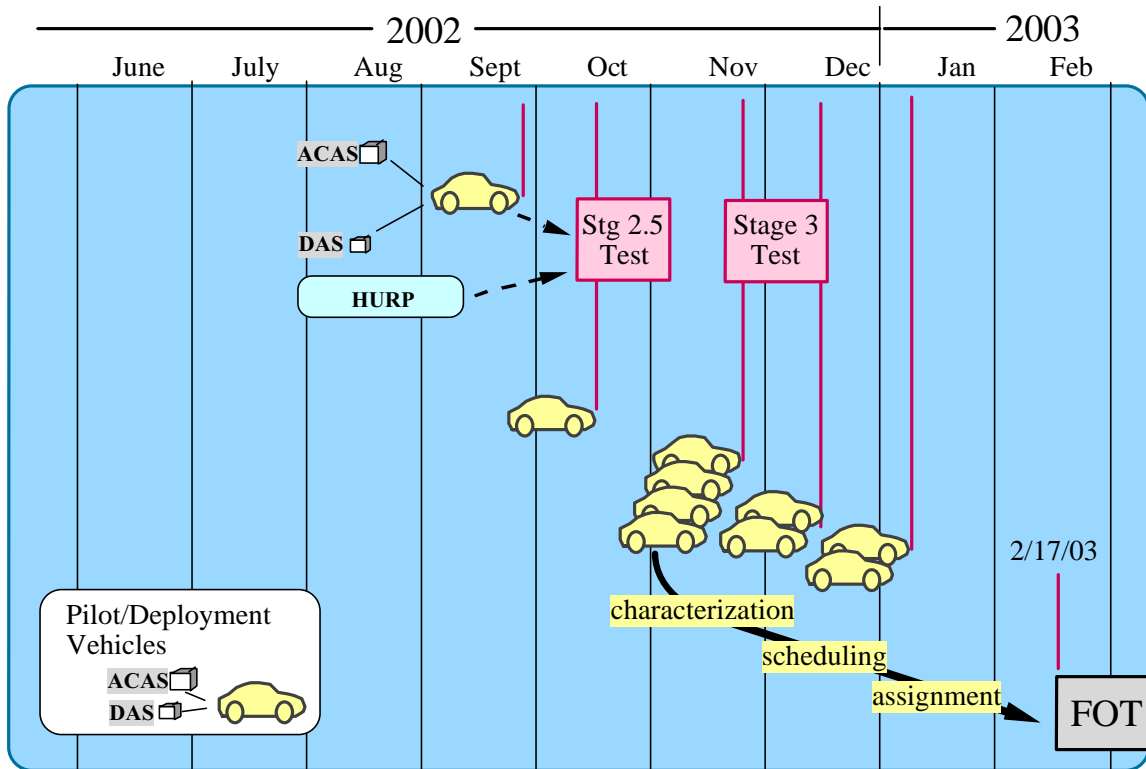 2002
2003
June
July
Aug
Sept
Oct
Nov
Dec
Jan
Feb
ACAS
DAS
HURP
Stg 2.5
Test
Stage 3
Test
2/17/03
characterization
scheduling
assignment
FOT
Pilot/Deployment
Vehicles
ACAS
DAS